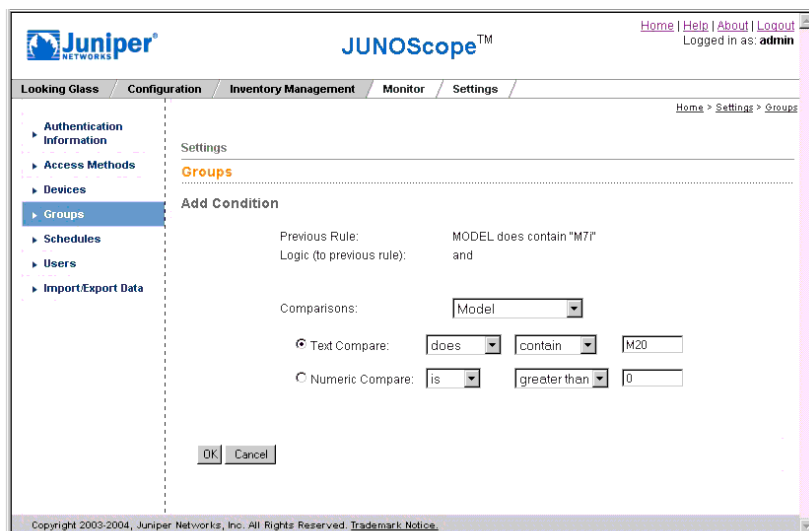 Juniper®
NETWORKS
JUNOScope™
Home | Help | About | Logout
Logged in as: admin
Looking Glass / Configuration / Inventory Management / Monitor / Settings /
Home > Settings > Groups
Authentication
Information
Access Methods
Devices
Groups
Schedules
Users
Import/Export Data
Settings
Groups
Add Condition
Previous Rule: MODEL does contain "M7i"
Logic (to previous rule): and
Comparisons: Model
Text Compare: does contain M20
Numeric Compare: is greater than 0
OK Cancel
Copyright 2003-2004, Juniper Networks, Inc. All Rights Reserved. Trademark Notice.